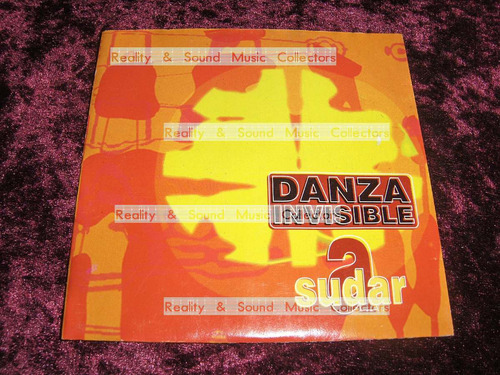 Reality & Sound Music Collectors
Reality & Sound Music Collectors
DANZA
INVISIBLE
Reality & Sound Music Collectors
a
sudar
Reality & Sound Music Collectors